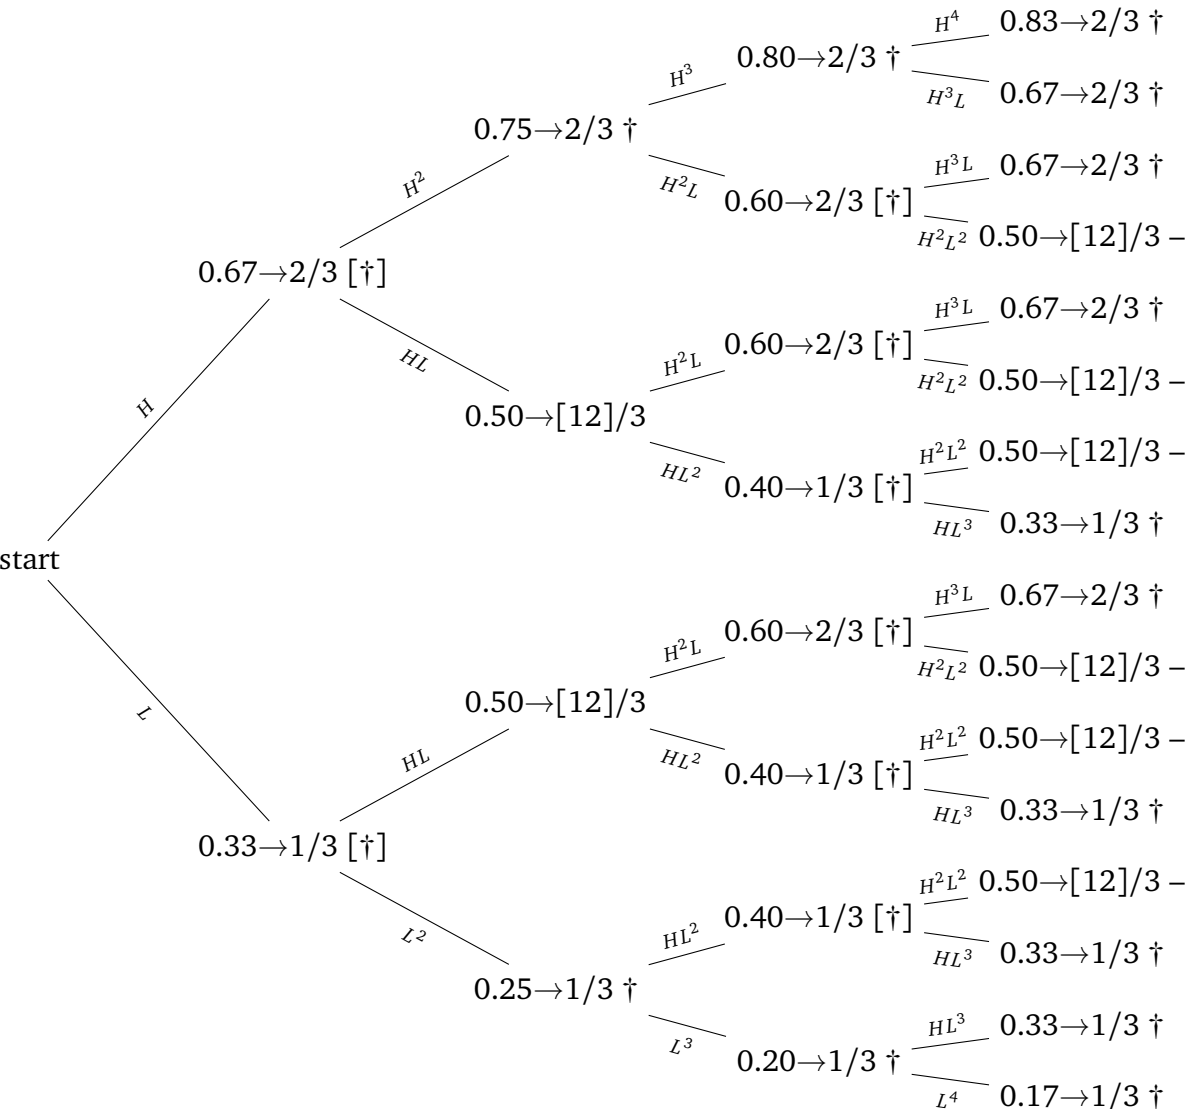 H⁴ 0.83→2/3 †
0.80→2/3 †
H³
H³L 0.67→2/3 †
0.75→2/3 †
H³L 0.67→2/3 †
H²
H²L
0.60→2/3 [†]
H²L² 0.50→[12]/3 –
0.67→2/3 [†]
H³L 0.67→2/3 †
0.60→2/3 [†]
HL
H²L
H²L² 0.50→[12]/3 –
0.50→[12]/3
H
H²L² 0.50→[12]/3 –
HL²
0.40→1/3 [†]
HL³ 0.33→1/3 †
start
H³L 0.67→2/3 †
0.60→2/3 [†]
H²L
H²L² 0.50→[12]/3 –
0.50→[12]/3
L
H²L² 0.50→[12]/3 –
HL
HL²
0.40→1/3 [†]
HL³ 0.33→1/3 †
0.33→1/3 [†]
H²L² 0.50→[12]/3 –
0.40→1/3 [†]
L²
HL²
HL³ 0.33→1/3 †
0.25→1/3 †
HL³ 0.33→1/3 †
L³
0.20→1/3 †
L⁴ 0.17→1/3 †